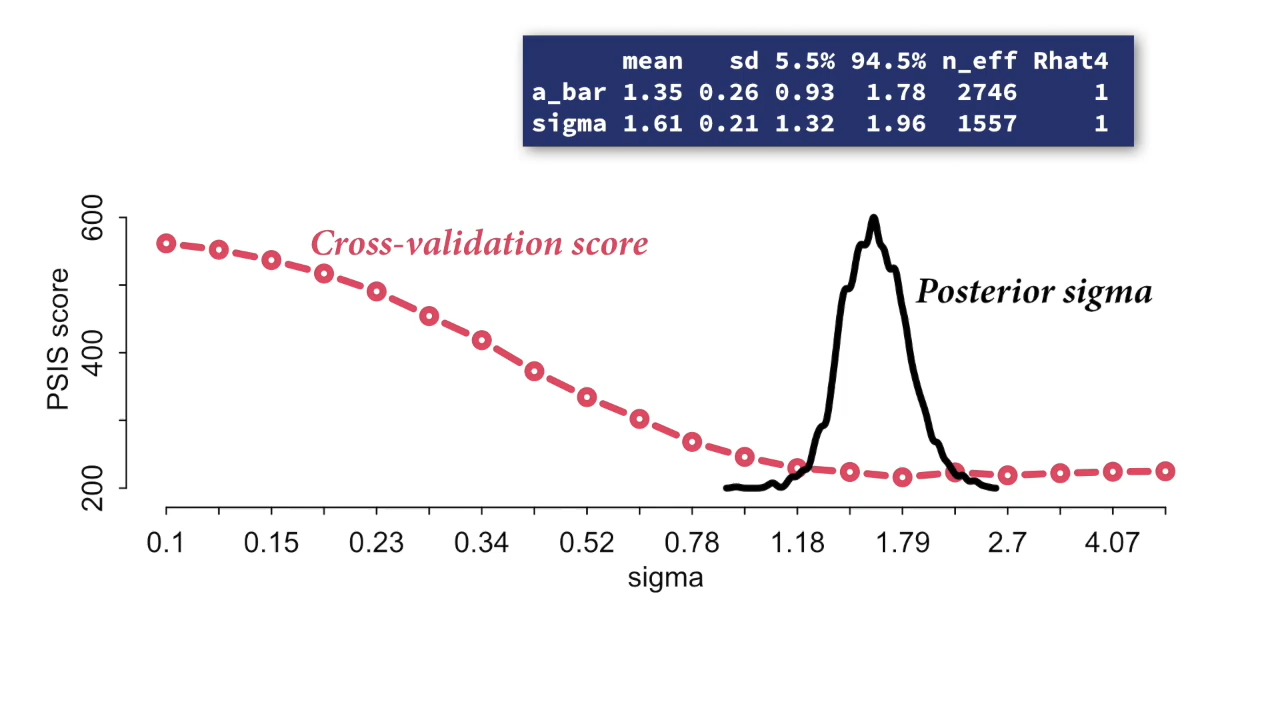 mean sd 5.5% 94.5% n_eff Rhat4
a_bar 1.35 0.26 0.93 1.78 2746 1
sigma 1.61 0.21 1.32 1.96 1557 1
Cross-validation score
Posterior sigma
PSIS score
600
400
200
0.1 0.15 0.23 0.34 0.52 0.78 1.18 1.79 2.7 4.07
sigma